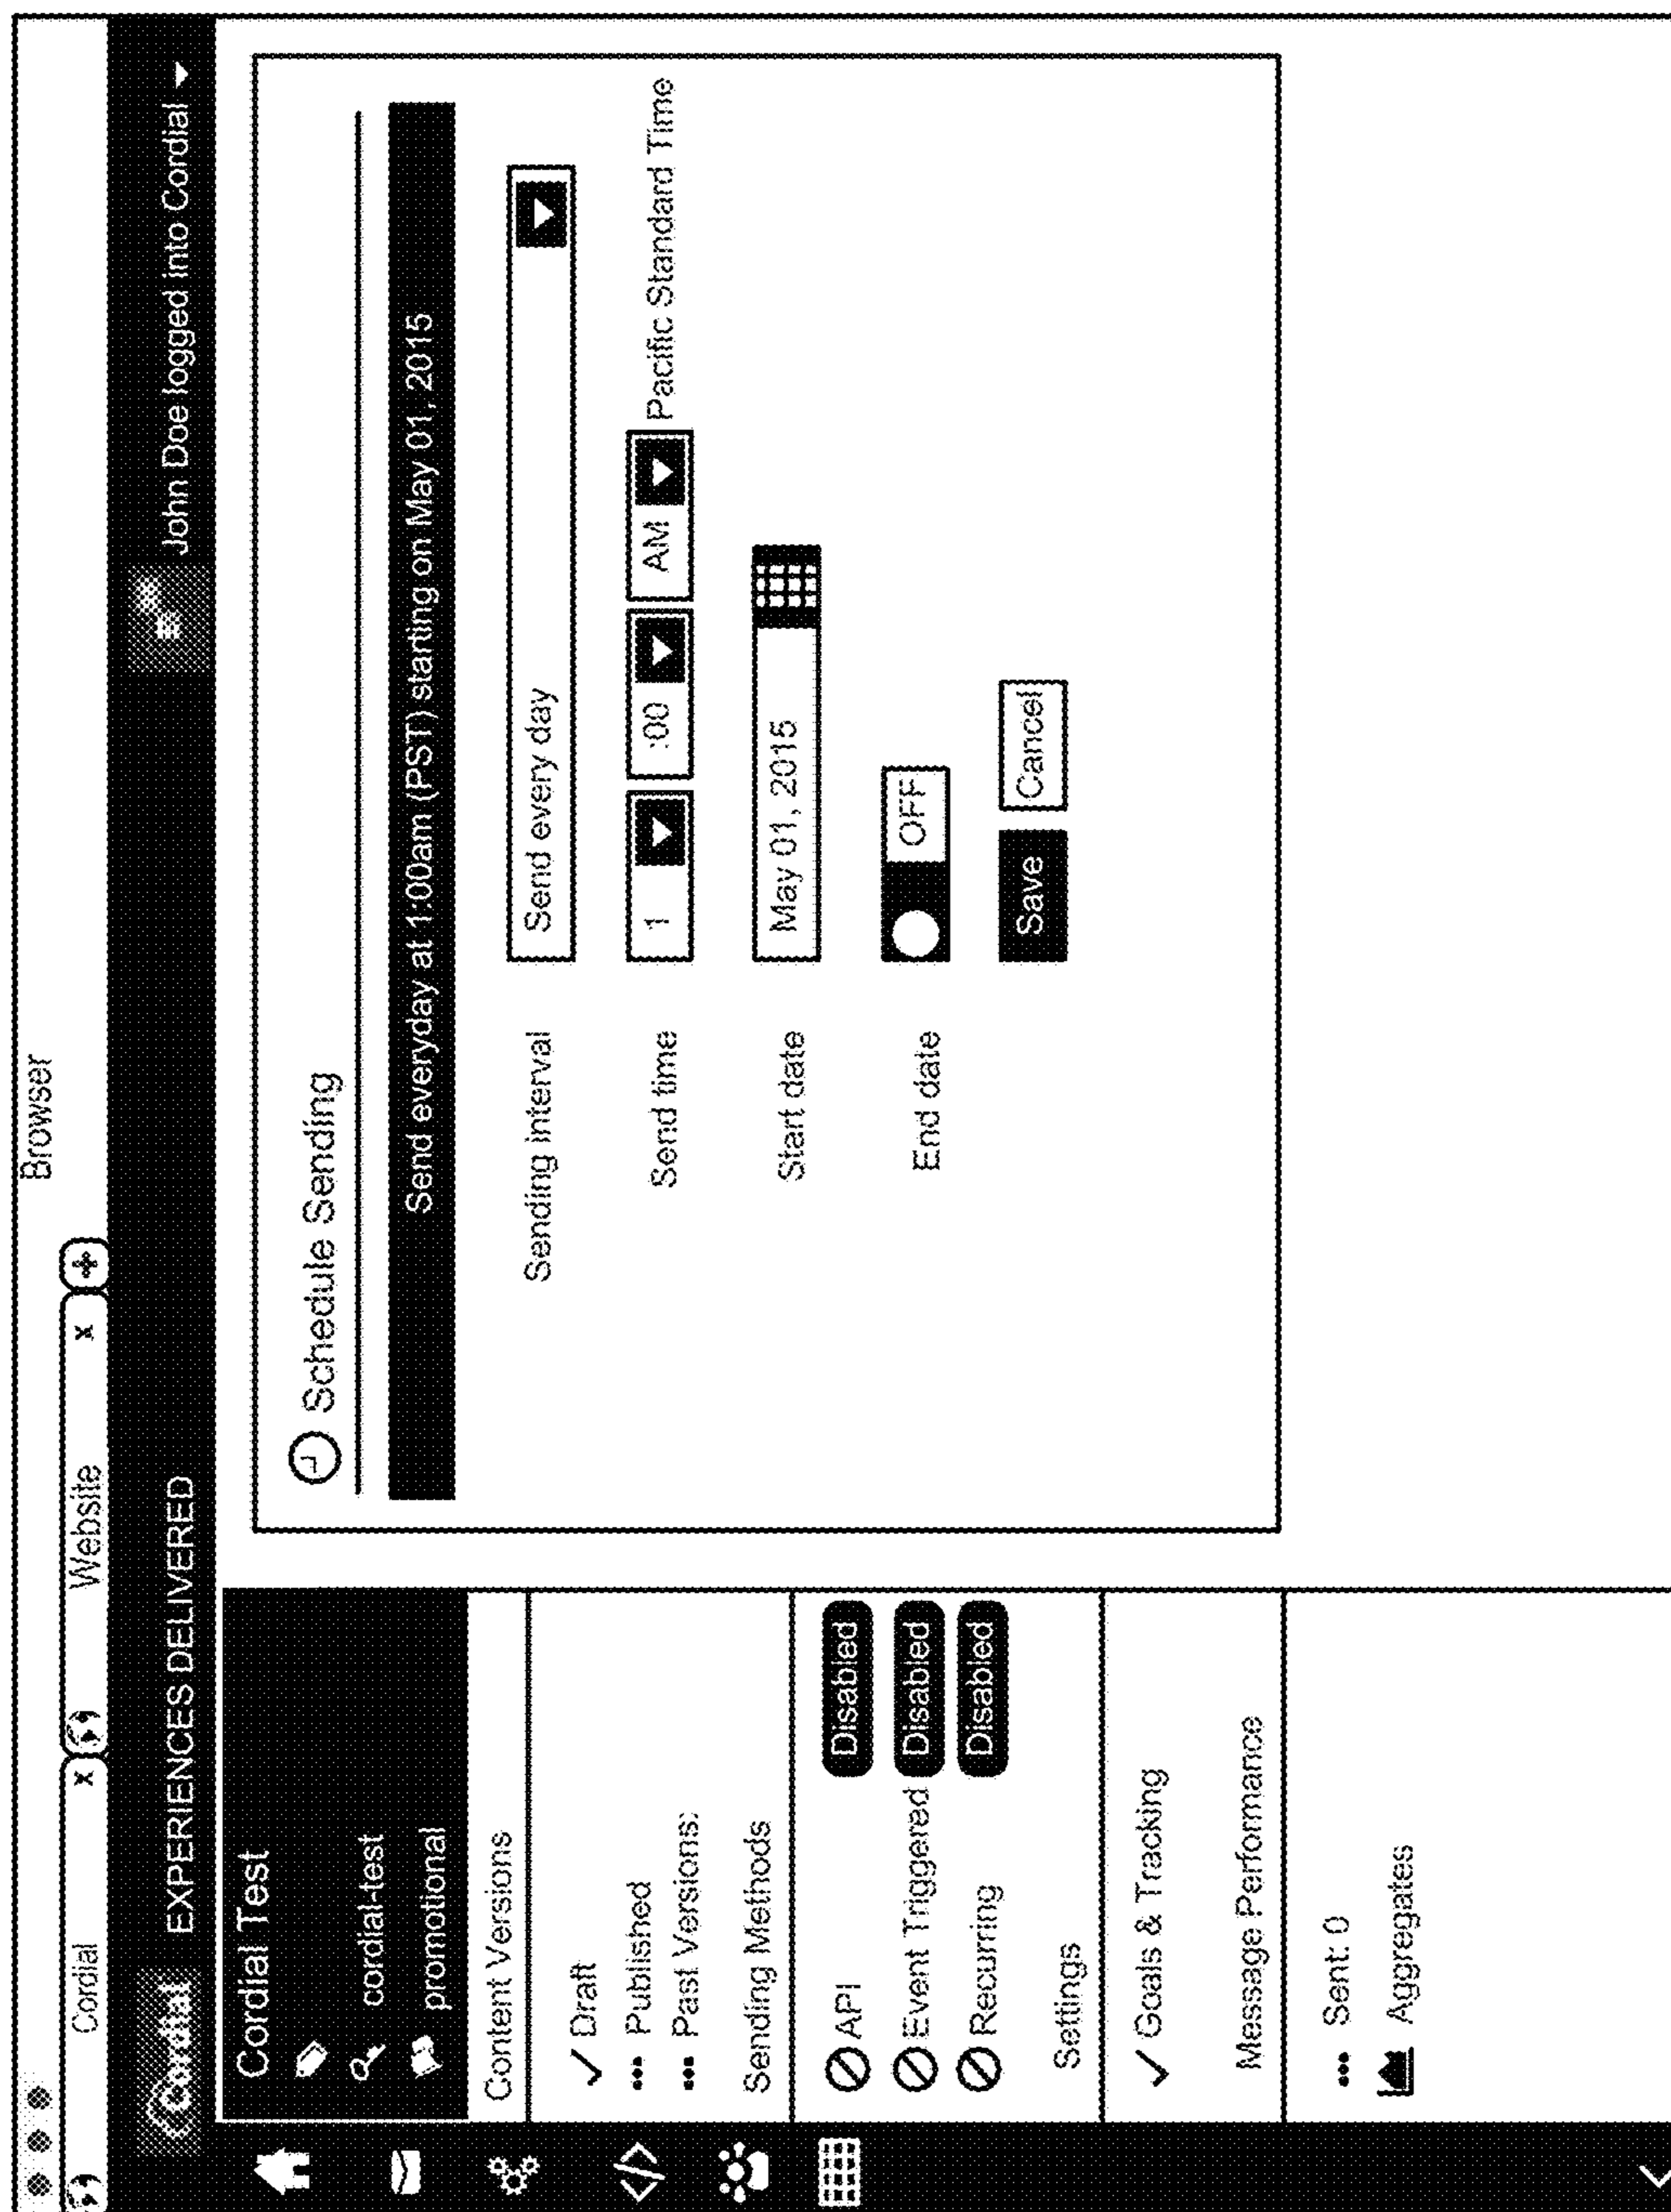 Browser
Cordial x Website x +
Cordial EXPERIENCES DELIVERED John Doe logged into Cordial
Cordial Test
cordial-test
promotional
Content Versions
Draft
Published
Past Versions:
Sending Methods
API Disabled
Event Triggered Disabled
Recurring Disabled
Settings
Goals & Tracking
Message Performance
Sent: 0
Aggregates
Schedule Sending
Send everyday at 1:00am (PST) starting on May 01, 2015
Sending interval Send every day
Send time 1 :00 AM Pacific Standard Time
Start date May 01, 2015
End date OFF
Save Cancel